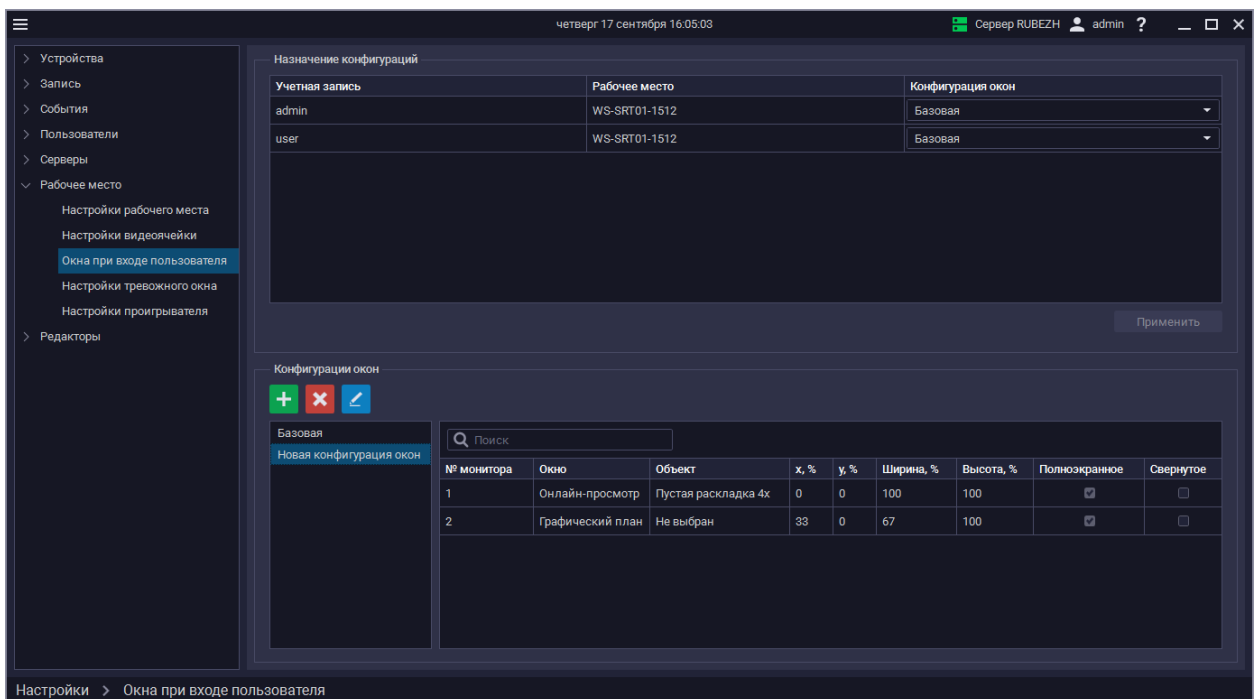 четверг 17 сентября 16:05:03 Сервер RUBEZH admin ?
Устройства
Запись
События
Пользователи
Серверы
Рабочее место
Настройки рабочего места
Настройки видеоячейки
Окна при входе пользователя
Настройки тревожного окна
Настройки проигрывателя
Редакторы
Назначение конфигураций
Учетная запись Рабочее место Конфигурация окон
admin WS-SRT01-1512 Базовая
user WS-SRT01-1512 Базовая
Применить
Конфигурации окон
Базовая
Новая конфигурация окон
Поиск
№ монитора Окно Объект x, % y, % Ширина, % Высота, % Полноэкранное Свернутое
1 Онлайн-просмотр Пустая раскладка 4x 0 0 100 100
2 Графический план Не выбран 33 0 67 100
Настройки > Окна при входе пользователя